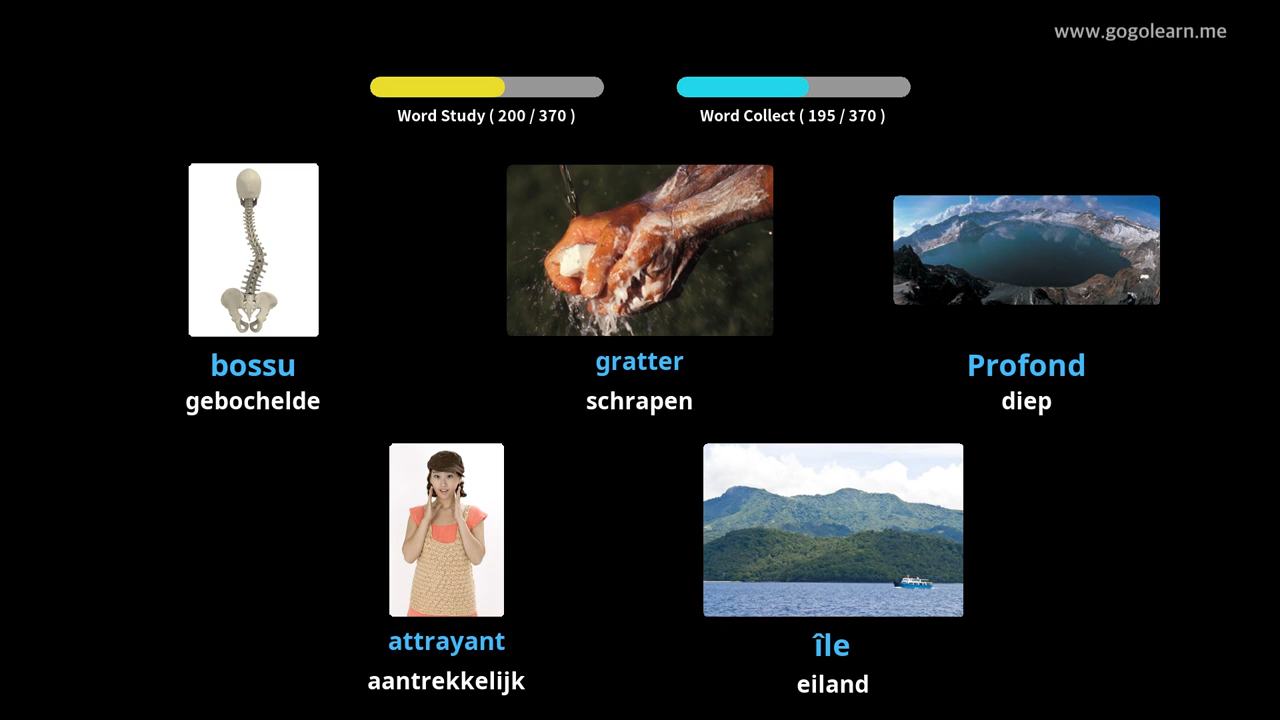 www.gogolearn.me
Word Study ( 200 / 370 )
Word Collect ( 195 / 370 )
bossu
gebochelde
gratter
schrapen
Profond
diep
attrayant
aantrekkelijk
île
eiland